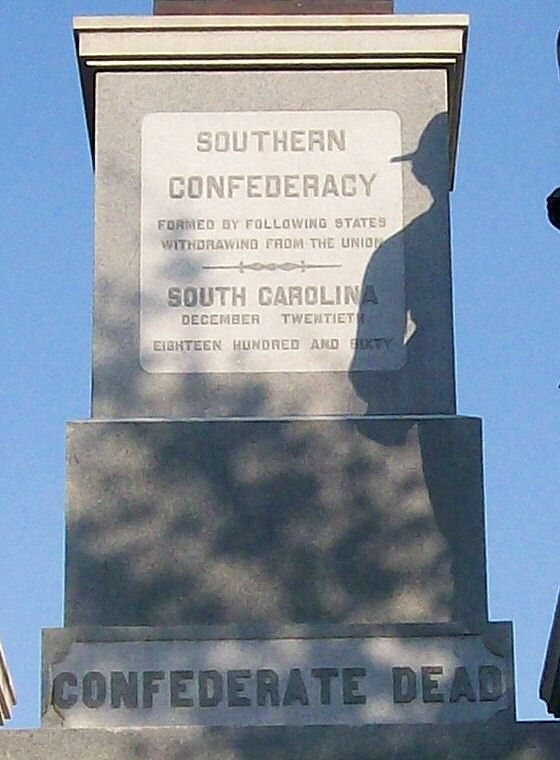 SOUTHERN
CONFEDERACY
FORMED BY FOLLOWING STATES
WITHDRAWING FROM THE UNION
SOUTH CAROLINA
DECEMBER TWENTIETH
EIGHTEEN HUNDRED AND SIXTY
CONFEDERATE DEAD